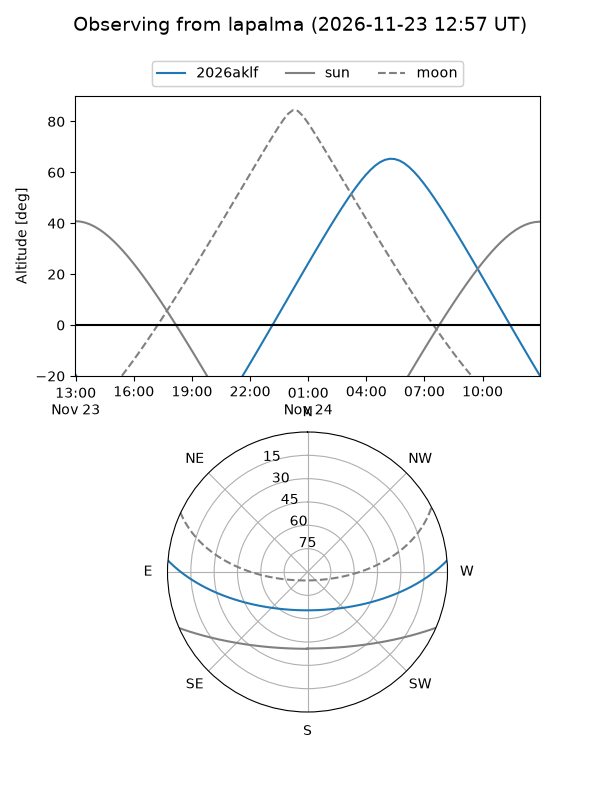 Observing from lapalma (2026-11-23 12:57 UT)
2026aklf sun moon
Altitude [deg]
80
60
40
20
0
−20
13:00 16:00 19:00 22:00 01:00 04:00 07:00 10:00
Nov 23 Nov 24
N
NE NW
15
30
45
60
75
E W
SE SW
S